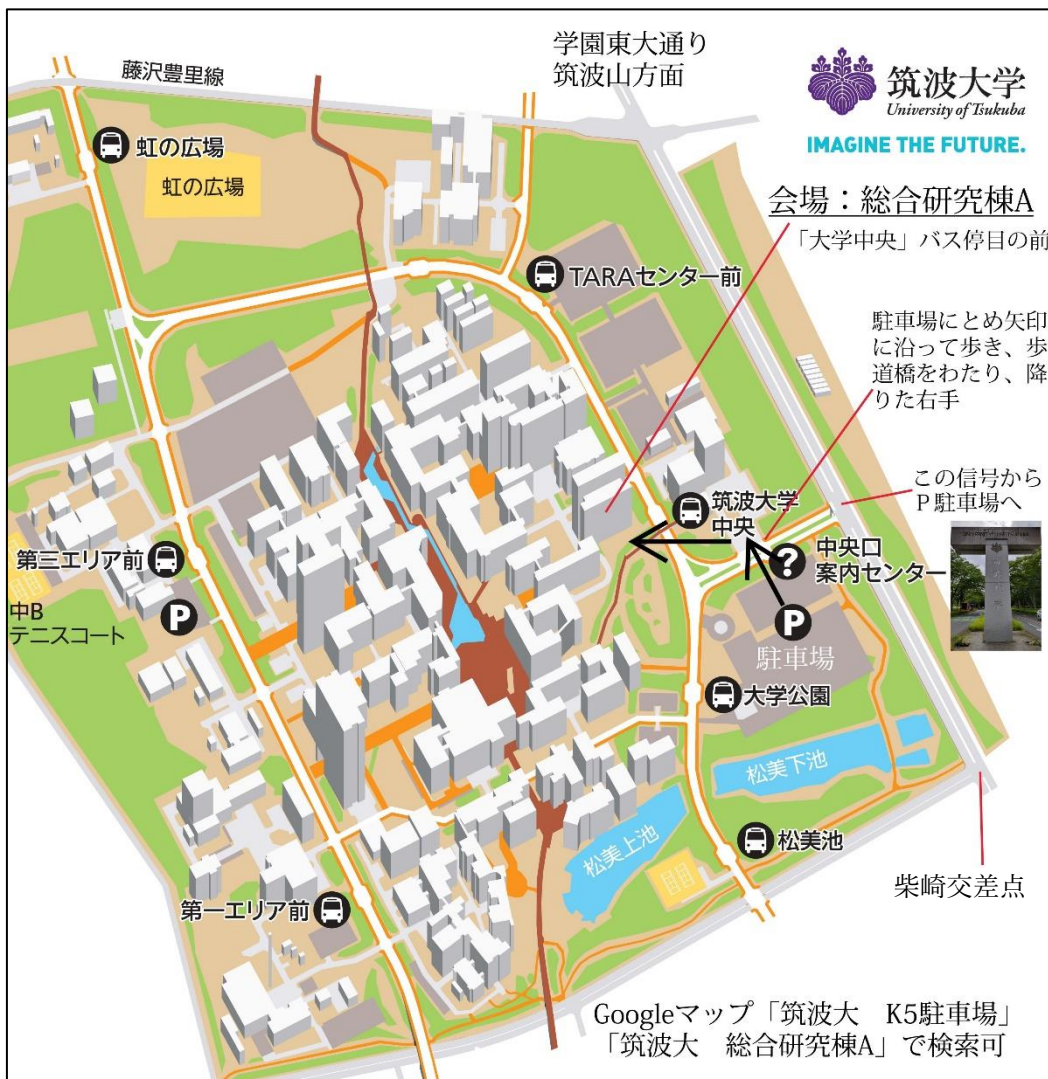 学園東大通り
筑波山方面
藤沢豊里線
筑波大学
University of Tsukuba
IMAGINE THE FUTURE.
虹の広場
虹の広場
会場：総合研究棟A
「大学中央」バス停目の前
TARAセンター前
駐車場にとめ矢印
に沿って歩き、歩
道橋をわたり、降
りた右手
この信号から
P駐車場へ
筑波大学
中央
?
中央口
案内センター
第三エリア前
P
中B
テニスコート
P
駐車場
大学公園
松美下池
松美上池
松美池
柴崎交差点
第一エリア前
Googleマップ「筑波大　K5駐車場」
「筑波大　総合研究棟A」で検索可